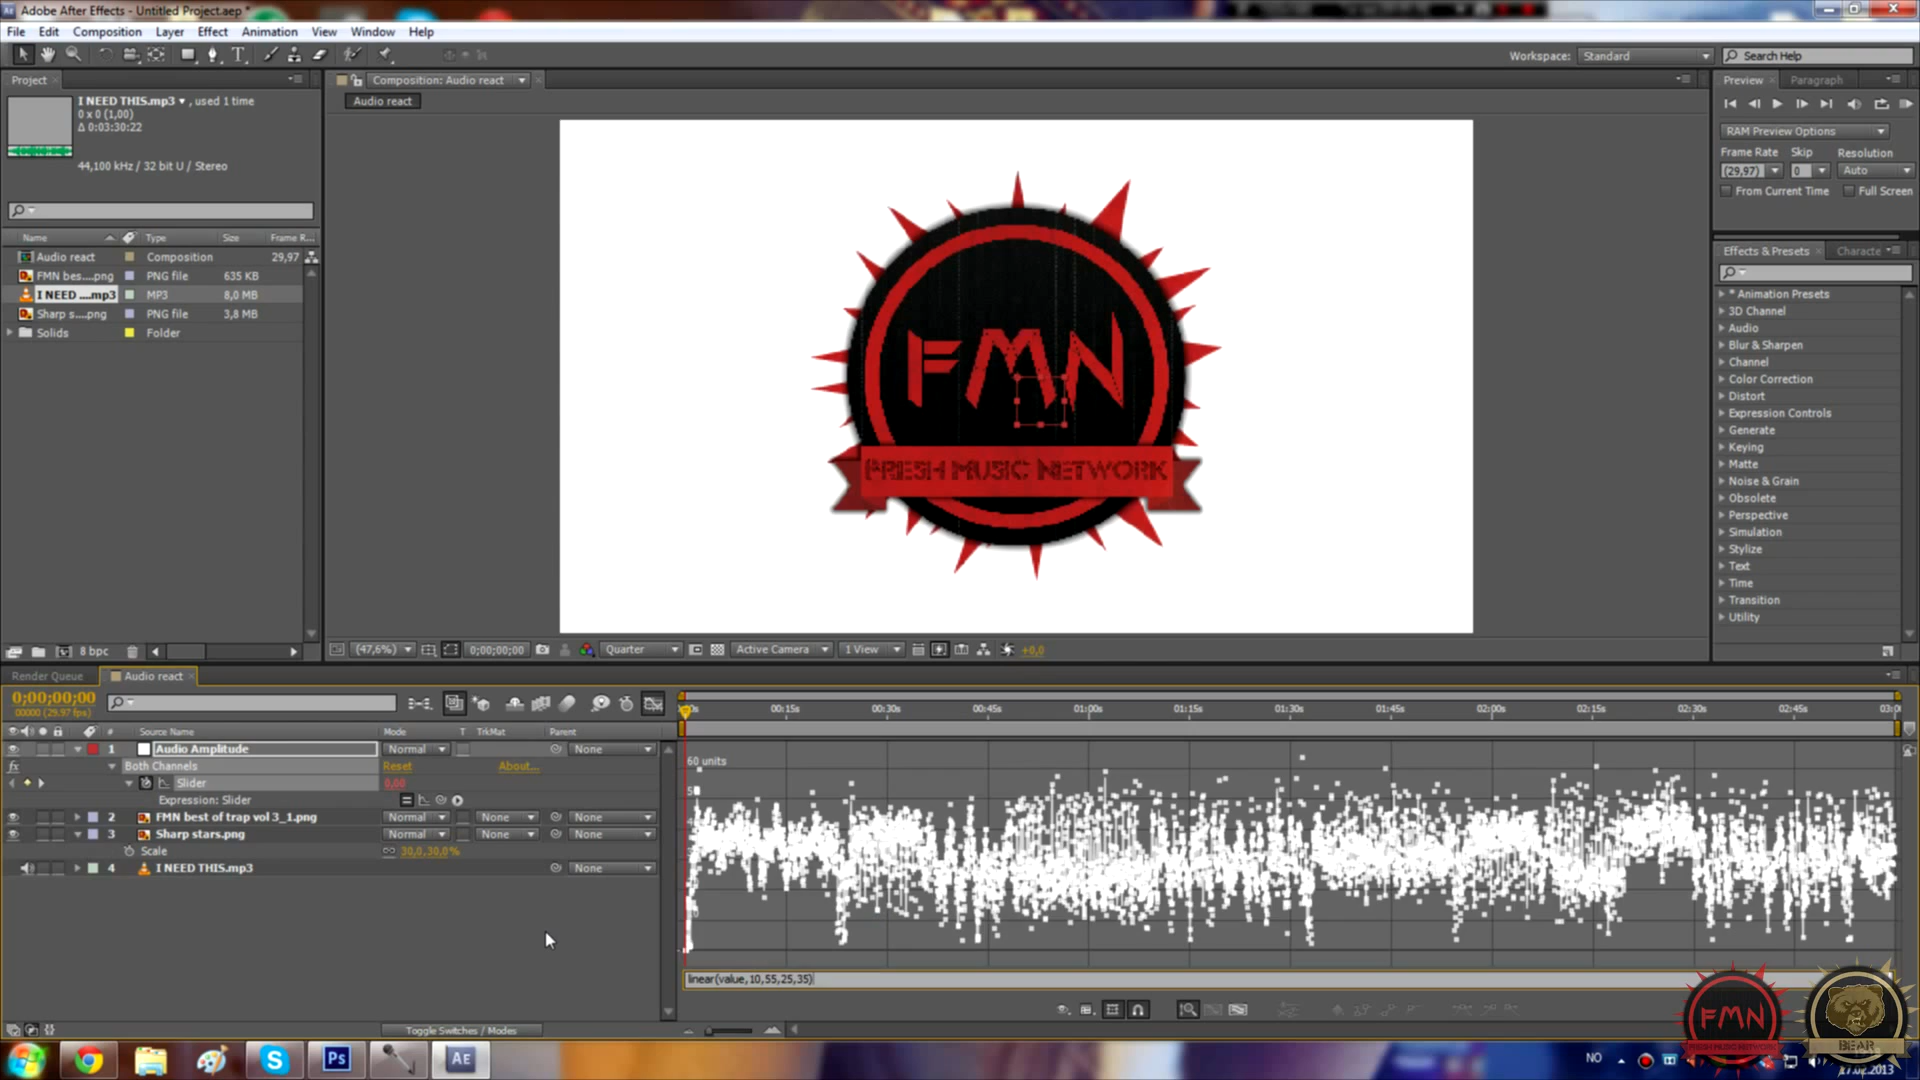 Adobe After Effects - Untitled Project.aep *
File Edit Composition Layer Effect Animation View Window Help
Workspace: Standard Search Help
Project
Composition: Audio react
Preview Paragraph
I NEED THIS.mp3 , used 1 time
0 x 0 (1,00)
Δ 0:03:30:22
44,100 kHz / 32 bit U / Stereo
Audio react
RAM Preview Options
Frame Rate Skip Resolution
(29,97) 0 Auto
From Current Time Full Screen
Name Type Size Frame R...
Audio react Composition 29,97
FMN bes....png PNG file 635 KB
I NEED ....mp3 MP3 8,0 MB
Sharp s....png PNG file 3,8 MB
Solids Folder
FMN
FRESH MUSIC NETWORK
Effects & Presets Characte
* Animation Presets
3D Channel
Audio
Blur & Sharpen
Channel
Color Correction
Distort
Expression Controls
Generate
Keying
Matte
Noise & Grain
Obsolete
Perspective
Simulation
Stylize
Text
Time
Transition
Utility
8 bpc
(47,6%) 0;00;00;00 Quarter Active Camera 1 View +0,0
Render Queue Audio react
0;00;00;00
00000 (29.97 fps)
00:15s 00:30s 00:45s 01:00s 01:15s 01:30s 01:45s 02:00s 02:15s 02:30s 02:45s 03:0
# Source Name Mode T TrkMat Parent
1 Audio Amplitude Normal None
Both Channels Reset About...
Slider 0,00
Expression: Slider
2 FMN best of trap vol 3_1.png Normal None None
3 Sharp stars.png Normal None None
Scale 30,0,30,0%
4 I NEED THIS.mp3 None
60 units
linear(value,10,55,25,35)
Toggle Switches / Modes
FMN
FRESH MUSIC NETWORK
BEAR
Ps
AE
NO
17.02.2013